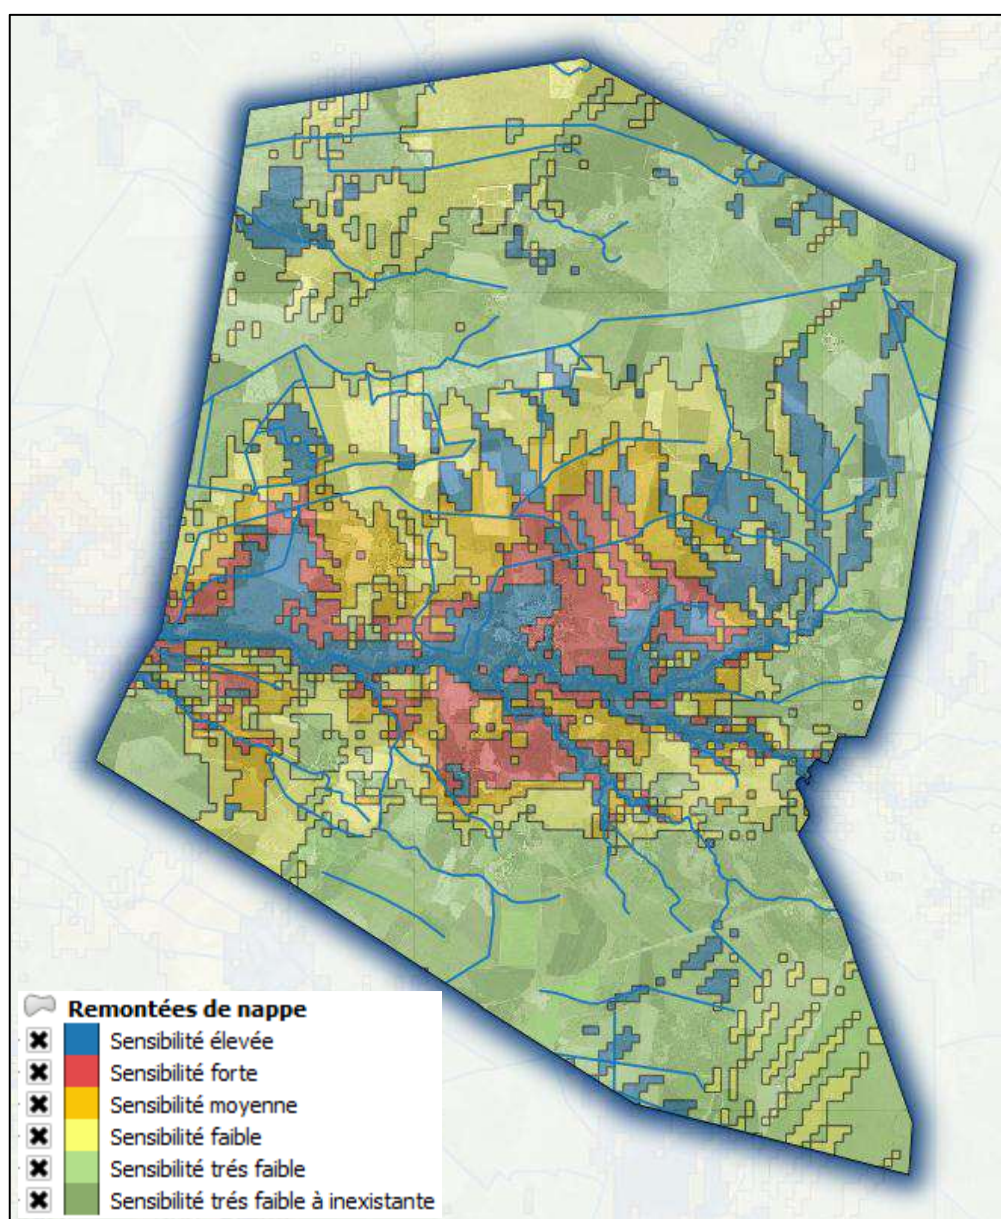 Remontées de nappe
Sensibilité élevée
Sensibilité forte
Sensibilité moyenne
Sensibilité faible
Sensibilité trés faible
Sensibilité trés faible à inexistante